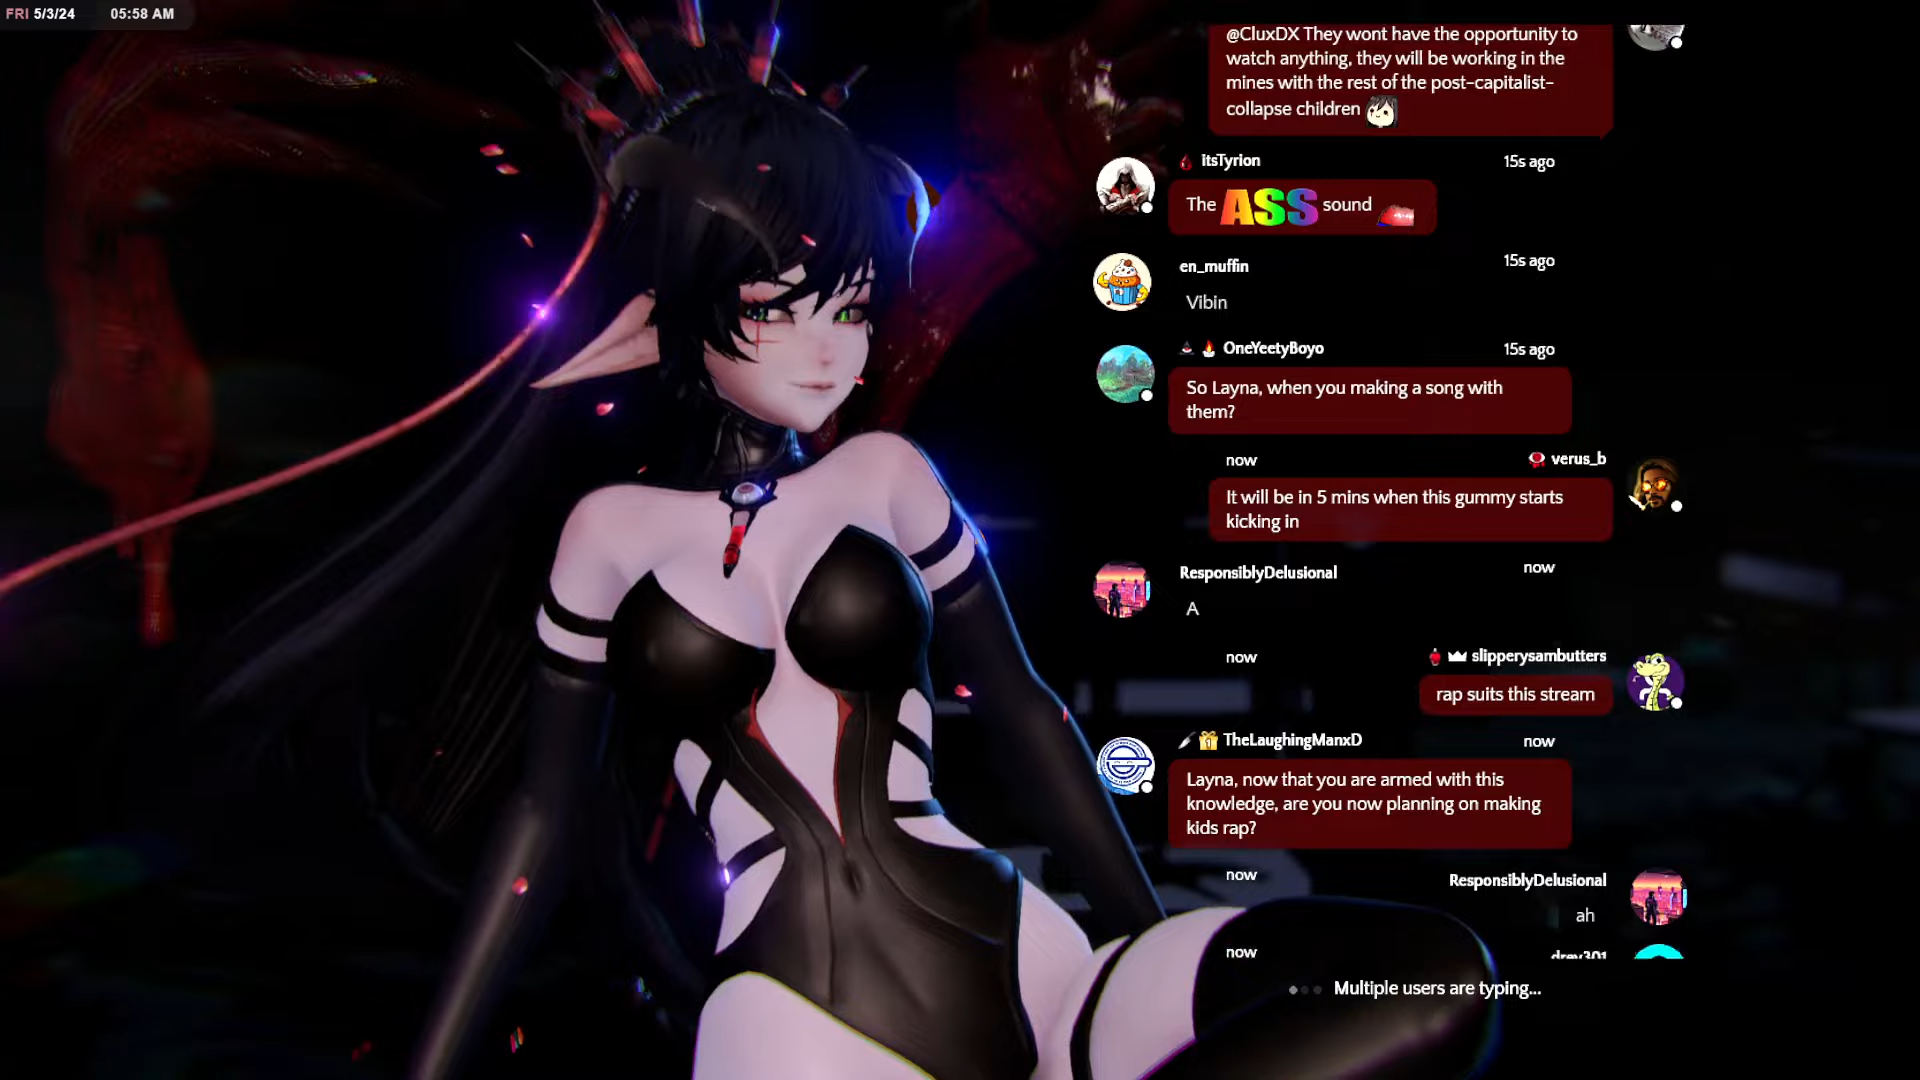 FRI 5/3/24 05:58 AM
@CluxDX They wont have the opportunity to
watch anything, they will be working in the
mines with the rest of the post-capitalist-
collapse children
itsTyrion 15s ago
The ASS sound
en_muffin 15s ago
Vibin
OneYeetyBoyo 15s ago
So Layna, when you making a song with
them?
now verus_b
It will be in 5 mins when this gummy starts
kicking in
ResponsiblyDelusional now
A
now slipperysambutters
rap suits this stream
TheLaughingManxD now
Layna, now that you are armed with this
knowledge, are you now planning on making
kids rap?
now ResponsiblyDelusional
ah
now
Multiple users are typing...